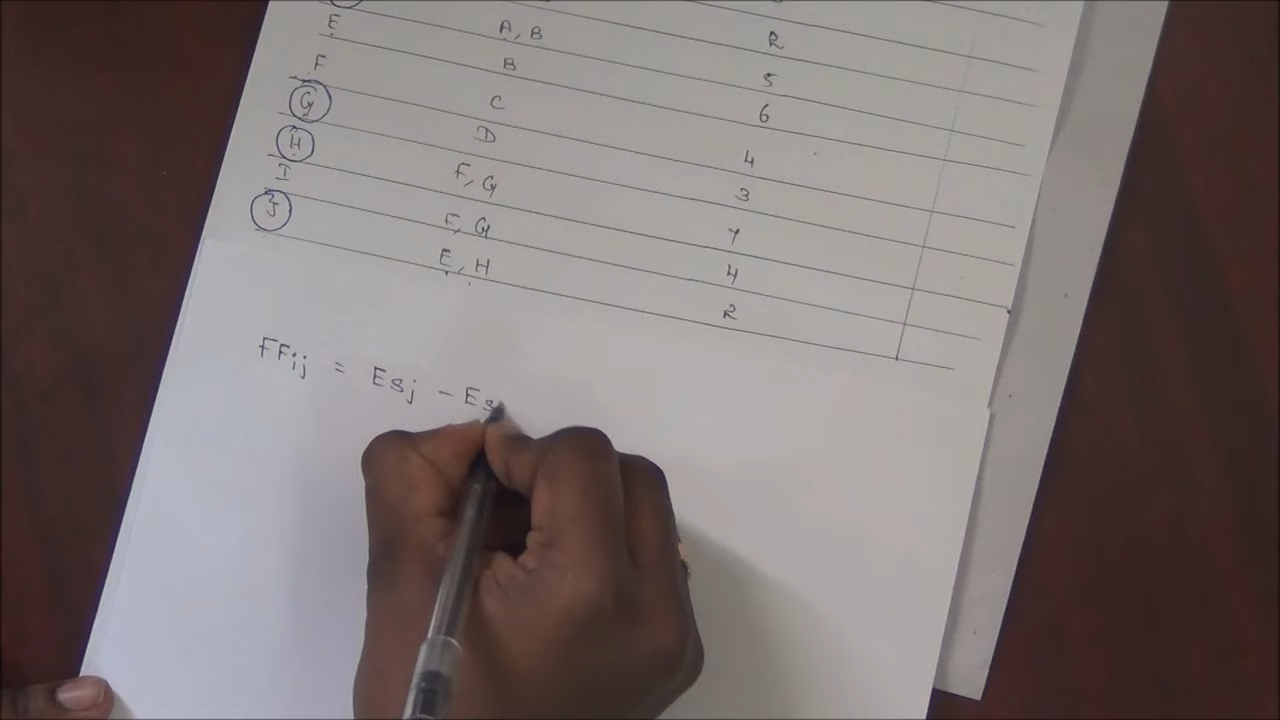 2
A, B 5
E B 6
F C 4
G D 3
H F, G 7
I F, G 4
J E, H 2
FFij = ESj - ES